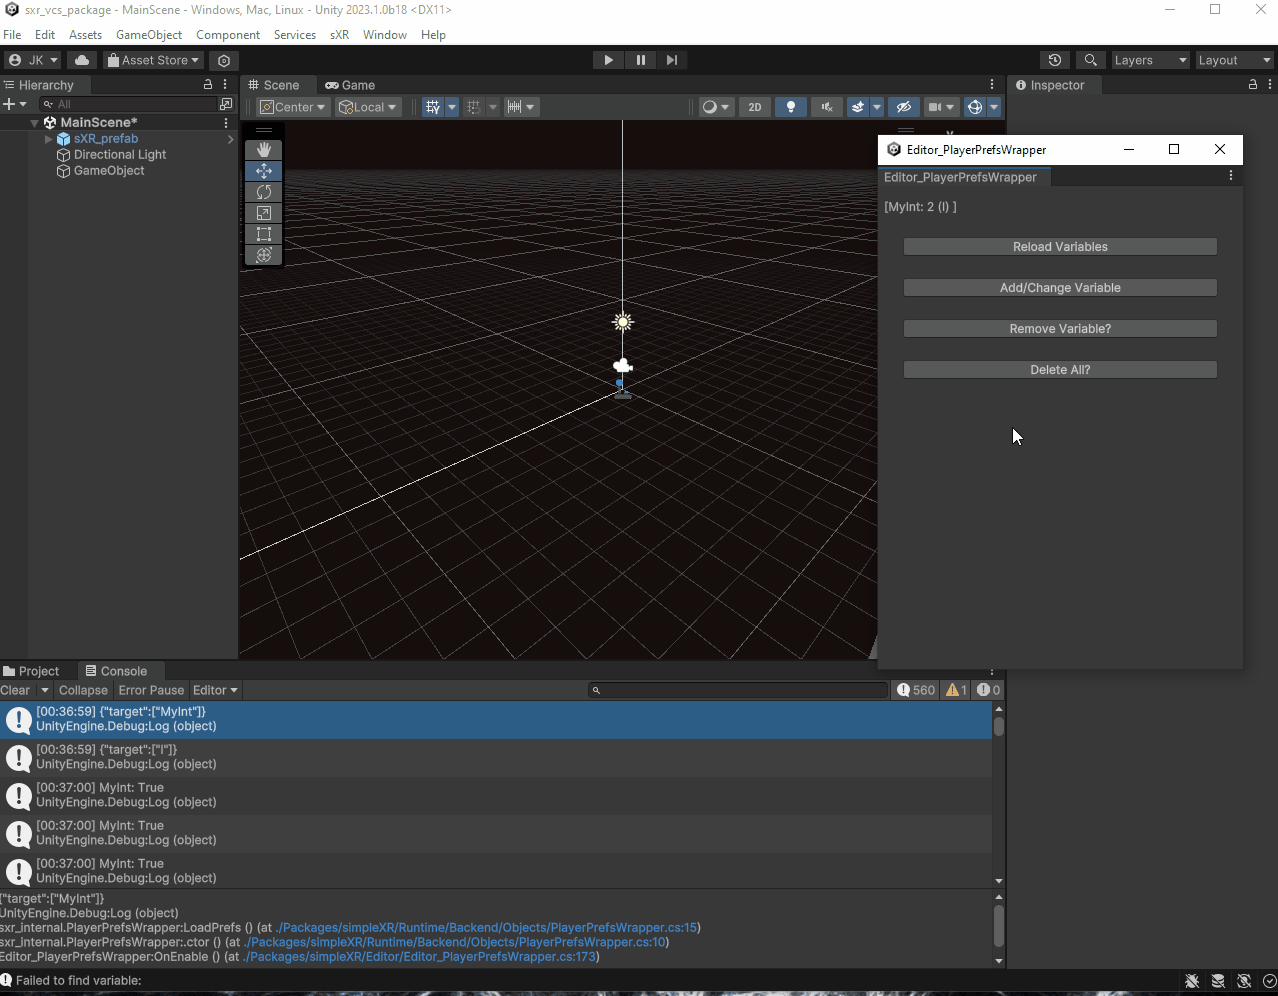 sxr_vcs_package - MainScene - Windows, Mac, Linux - Unity 2023.1.0b18 <DX11>
File Edit Assets GameObject Component Services sXR Window Help
JK Asset Store Layers Layout
Hierarchy
All
MainScene*
sXR_prefab
Directional Light
GameObject
Scene Game
Center Local 2D
Inspector
Editor_PlayerPrefsWrapper
Editor_PlayerPrefsWrapper
[MyInt: 2 (I) ]
Reload Variables
Add/Change Variable
Remove Variable?
Delete All?
Project Console
Clear Collapse Error Pause Editor 560 1 0
[00:36:59] {"target":["MyInt"]}
UnityEngine.Debug:Log (object)
[00:36:59] {"target":["I"]}
UnityEngine.Debug:Log (object)
[00:37:00] MyInt: True
UnityEngine.Debug:Log (object)
[00:37:00] MyInt: True
UnityEngine.Debug:Log (object)
[00:37:00] MyInt: True
UnityEngine.Debug:Log (object)
{"target":["MyInt"]}
UnityEngine.Debug:Log (object)
sxr_internal.PlayerPrefsWrapper:LoadPrefs () (at ./Packages/simpleXR/Runtime/Backend/Objects/PlayerPrefsWrapper.cs:15)
sxr_internal.PlayerPrefsWrapper:.ctor () (at ./Packages/simpleXR/Runtime/Backend/Objects/PlayerPrefsWrapper.cs:10)
Editor_PlayerPrefsWrapper:OnEnable () (at ./Packages/simpleXR/Editor/Editor_PlayerPrefsWrapper.cs:173)
Failed to find variable: